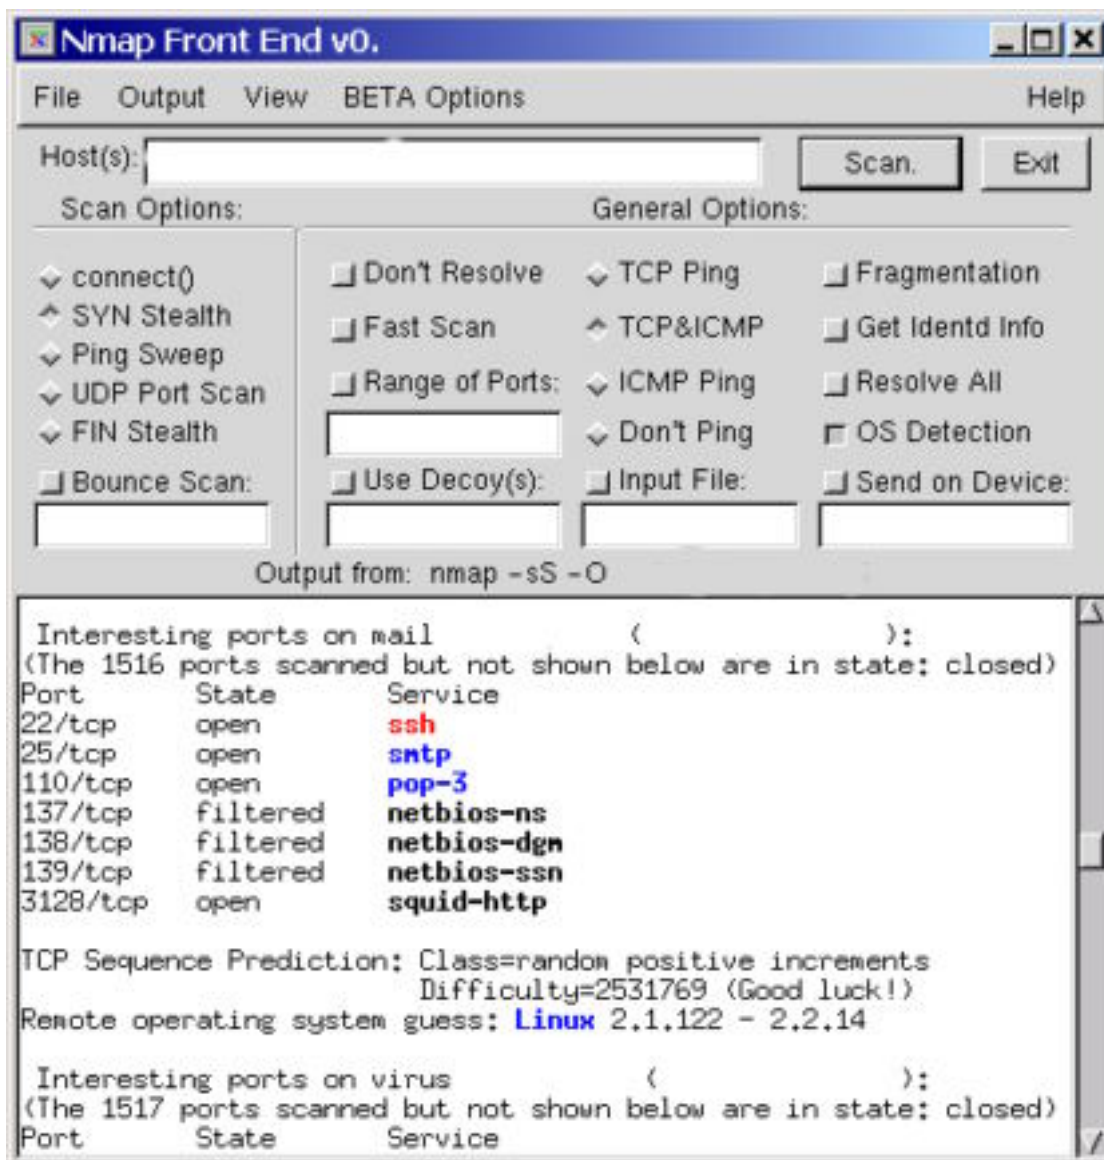 Nmap Front End v0.
File Output View BETA Options Help
Host(s): Scan. Exit
Scan Options: General Options:
connect() Don't Resolve TCP Ping Fragmentation
SYN Stealth Fast Scan TCP&ICMP Get Identd Info
Ping Sweep Range of Ports: ICMP Ping Resolve All
UDP Port Scan
FIN Stealth Don't Ping OS Detection
Bounce Scan: Use Decoy(s): Input File: Send on Device:
Output from: nmap -sS -O
Interesting ports on mail ( ):
(The 1516 ports scanned but not shown below are in state: closed)
Port State Service
22/tcp open ssh
25/tcp open smtp
110/tcp open pop-3
137/tcp filtered netbios-ns
138/tcp filtered netbios-dgm
139/tcp filtered netbios-ssn
3128/tcp open squid-http
TCP Sequence Prediction: Class=random positive increments
Difficulty=2531769 (Good luck!)
Remote operating system guess: Linux 2.1.122 - 2.2.14
Interesting ports on virus ( ):
(The 1517 ports scanned but not shown below are in state: closed)
Port State Service